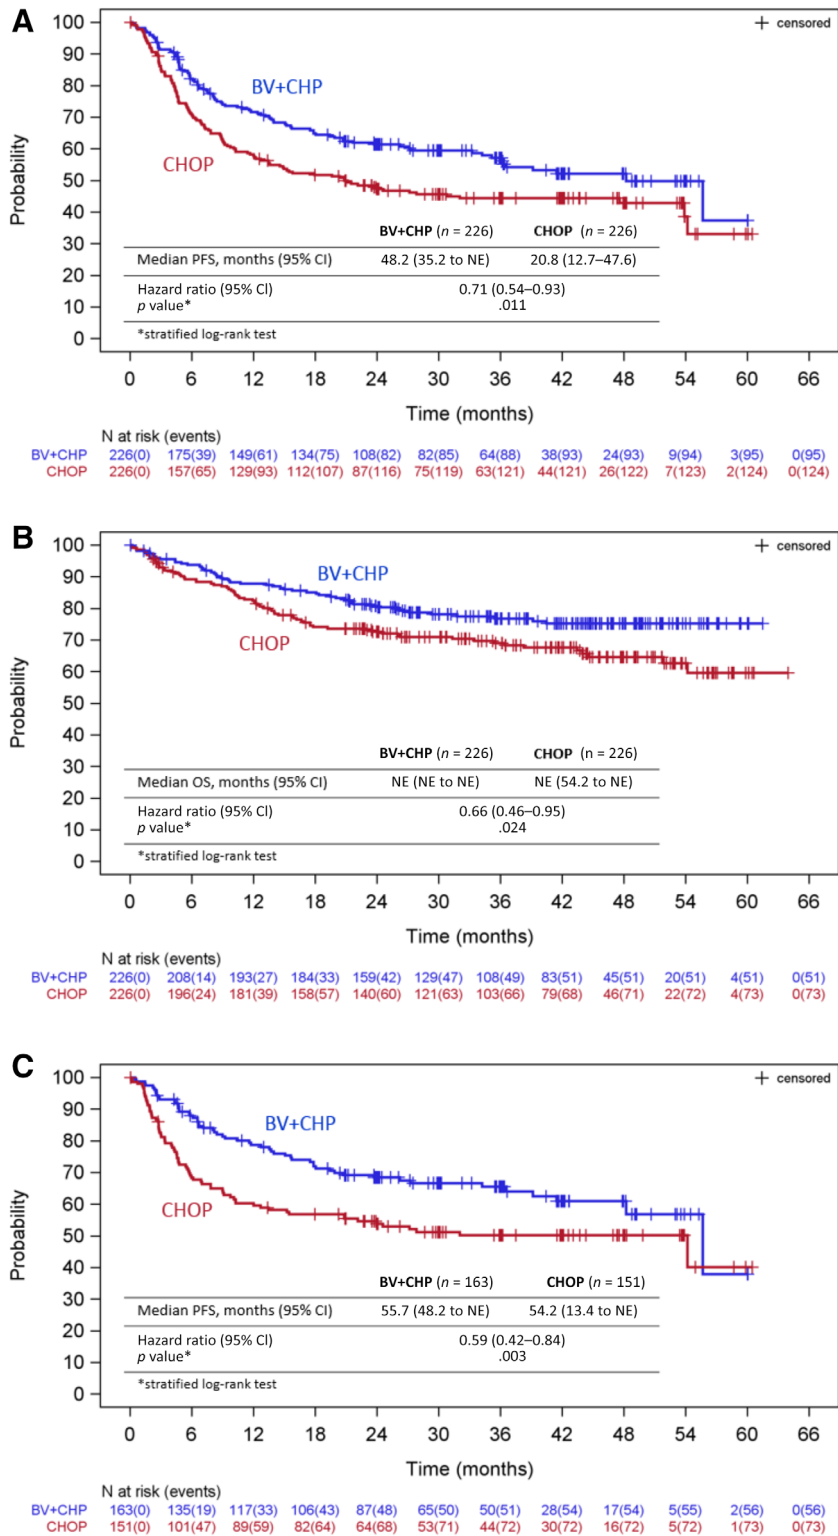 A
100
90
80
70
60
50
40
30
20
10
0
Probability
+ censored
BV+CHP
CHOP
BV+CHP (n = 226) CHOP (n = 226)
Median PFS, months (95% CI) 48.2 (35.2 to NE) 20.8 (12.7–47.6)
Hazard ratio (95% CI) 0.71 (0.54–0.93)
p value* .011
*stratified log-rank test
0 6 12 18 24 30 36 42 48 54 60 66
Time (months)
N at risk (events)
BV+CHP 226(0) 175(39) 149(61) 134(75) 108(82) 82(85) 64(88) 38(93) 24(93) 9(94) 3(95) 0(95)
CHOP 226(0) 157(65) 129(93) 112(107) 87(116) 75(119) 63(121) 44(121) 26(122) 7(123) 2(124) 0(124)
B
100
90
80
70
60
50
40
30
20
10
0
Probability
+ censored
BV+CHP
CHOP
BV+CHP (n = 226) CHOP (n = 226)
Median OS, months (95% CI) NE (NE to NE) NE (54.2 to NE)
Hazard ratio (95% CI) 0.66 (0.46–0.95)
p value* .024
*stratified log-rank test
0 6 12 18 24 30 36 42 48 54 60 66
Time (months)
N at risk (events)
BV+CHP 226(0) 208(14) 193(27) 184(33) 159(42) 129(47) 108(49) 83(51) 45(51) 20(51) 4(51) 0(51)
CHOP 226(0) 196(24) 181(39) 158(57) 140(60) 121(63) 103(66) 79(68) 46(71) 22(72) 4(73) 0(73)
C
100
90
80
70
60
50
40
30
20
10
0
Probability
+ censored
BV+CHP
CHOP
BV+CHP (n = 163) CHOP (n = 151)
Median PFS, months (95% CI) 55.7 (48.2 to NE) 54.2 (13.4 to NE)
Hazard ratio (95% CI) 0.59 (0.42–0.84)
p value* .003
*stratified log-rank test
0 6 12 18 24 30 36 42 48 54 60 66
Time (months)
N at risk (events)
BV+CHP 163(0) 135(19) 117(33) 106(43) 87(48) 65(50) 50(51) 28(54) 17(54) 5(55) 2(56) 0(56)
CHOP 151(0) 101(47) 89(59) 82(64) 64(68) 53(71) 44(72) 30(72) 16(72) 5(72) 1(73) 0(73)